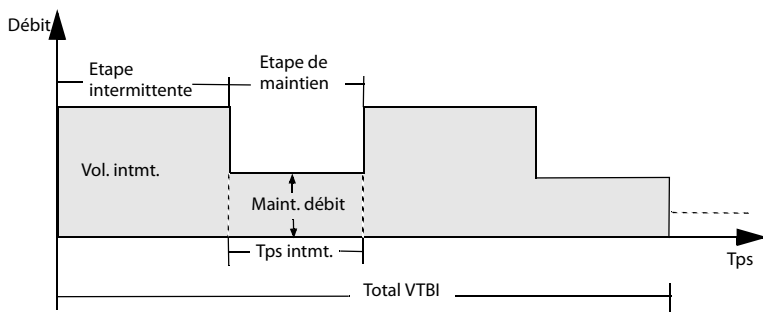 Débit
Etape
intermittente
Etape de
maintien
Vol. intmt.
Maint. débit
Tps intmt.
Tps
Total VTBI